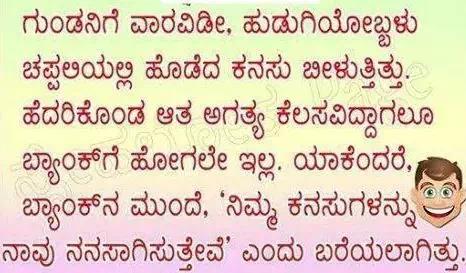 ಗುಂಡನಿಗೆ ವಾರವಿಡೀ, ಹುಡುಗಿಯೋಬ್ಬಳು
ಚಪ್ಪಲಿಯಲ್ಲಿ ಹೊಡೆದ ಕನಸು ಬೀಳುತ್ತಿತ್ತು.
ಹೆದರಿಕೊಂಡ ಆತ ಅಗತ್ಯ ಕೆಲಸವಿದ್ದಾಗಲೂ
ಬ್ಯಾಂಕ್‌ಗೆ ಹೋಗಲೇ ಇಲ್ಲ. ಯಾಕೆಂದರೆ,
ಬ್ಯಾಂಕ್‌ನ ಮುಂದೆ, 'ನಿಮ್ಮ ಕನಸುಗಳನ್ನು
ನಾವು ನನಸಾಗಿಸುತ್ತೇವೆ' ಎಂದು ಬರೆಯಲಾಗಿತ್ತು.